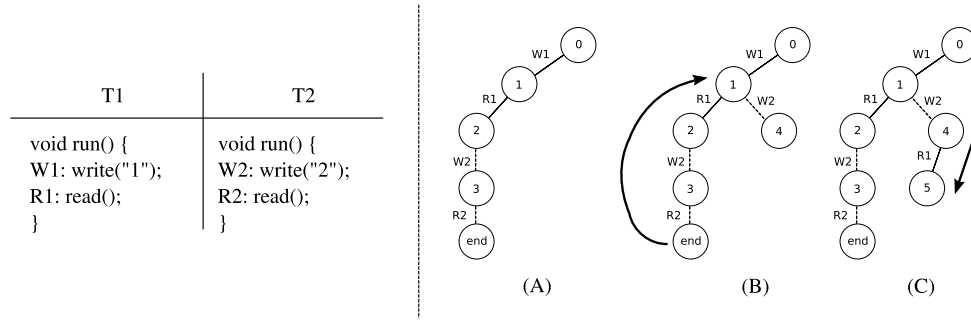 T1 T2
void run() { void run() {
W1: write("1"); W2: write("2");
R1: read(); R2: read();
} }
0
W1
1
R1
2
W2
3
R2
end
(A)
0
W1
1
R1 W2
2 4
W2
3
R2
end
(B)
0
W1
1
R1 W2
2 4
W2 R1
3 5
R2
end
(C)